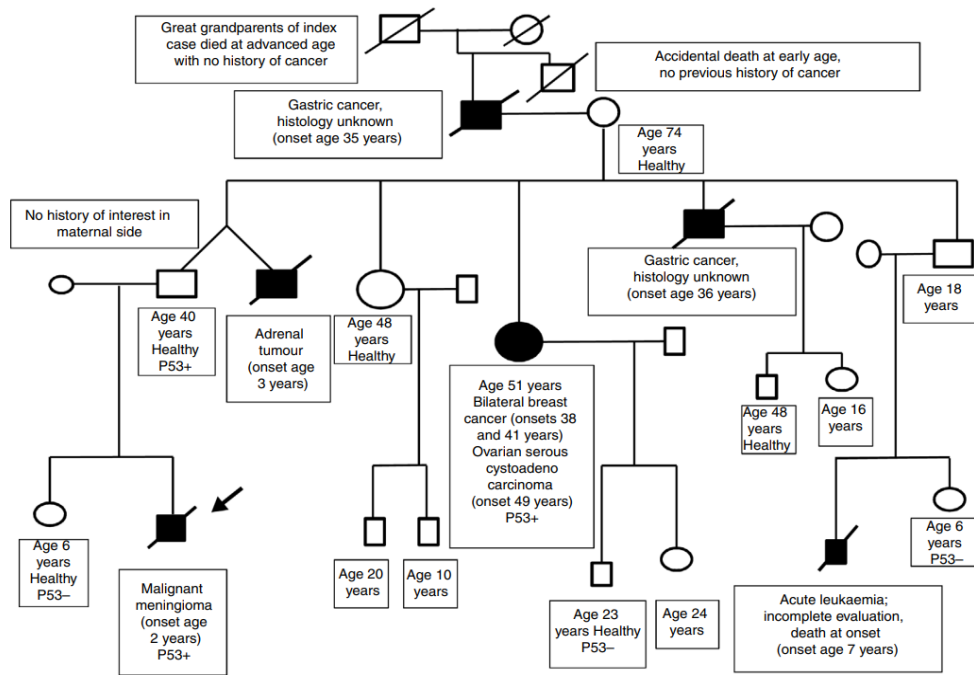 Great grandparents of index
case died at advanced age
with no history of cancer
Accidental death at early age,
no previous history of cancer
Gastric cancer,
histology unknown
(onset age 35 years)
Age 74
years
Healthy
No history of interest in
maternal side
Gastric cancer,
histology unknown
(onset age 36 years)
Age 18
years
Age 40
years
Healthy
P53+
Adrenal
tumour
(onset age
3 years)
Age 48
years
Healthy
Age 51 years
Bilateral breast
cancer (onsets 38
and 41 years)
Ovarian serous
cystoadeno
carcinoma
(onset 49 years)
P53+
Age 48
years
Healthy
Age 16
years
Age 6
years
Healthy
P53–
Malignant
meningioma
(onset age
2 years)
P53+
Age 20
years
Age 10
years
Age 23
years Healthy
P53–
Age 24
years
Acute leukaemia;
incomplete evaluation,
death at onset
(onset age 7 years)
Age 6
years
P53–